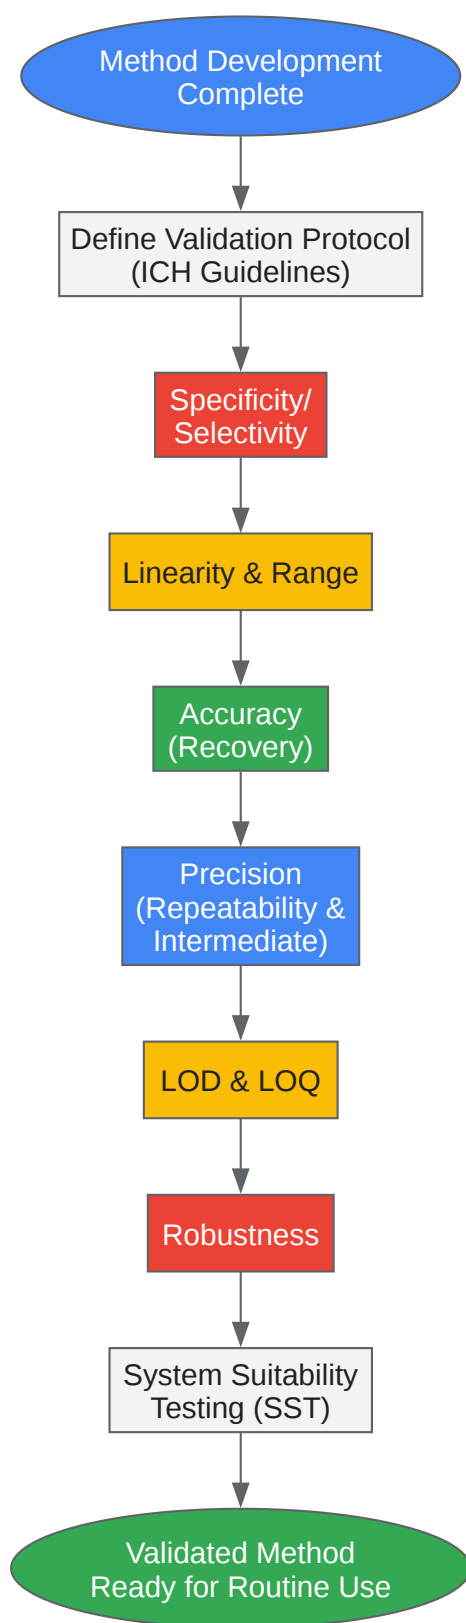 Method Development
Complete
Define Validation Protocol
(ICH Guidelines)
Specificity/
Selectivity
Linearity & Range
Accuracy
(Recovery)
Precision
(Repeatability &
Intermediate)
LOD & LOQ
Robustness
System Suitability
Testing (SST)
Validated Method
Ready for Routine Use